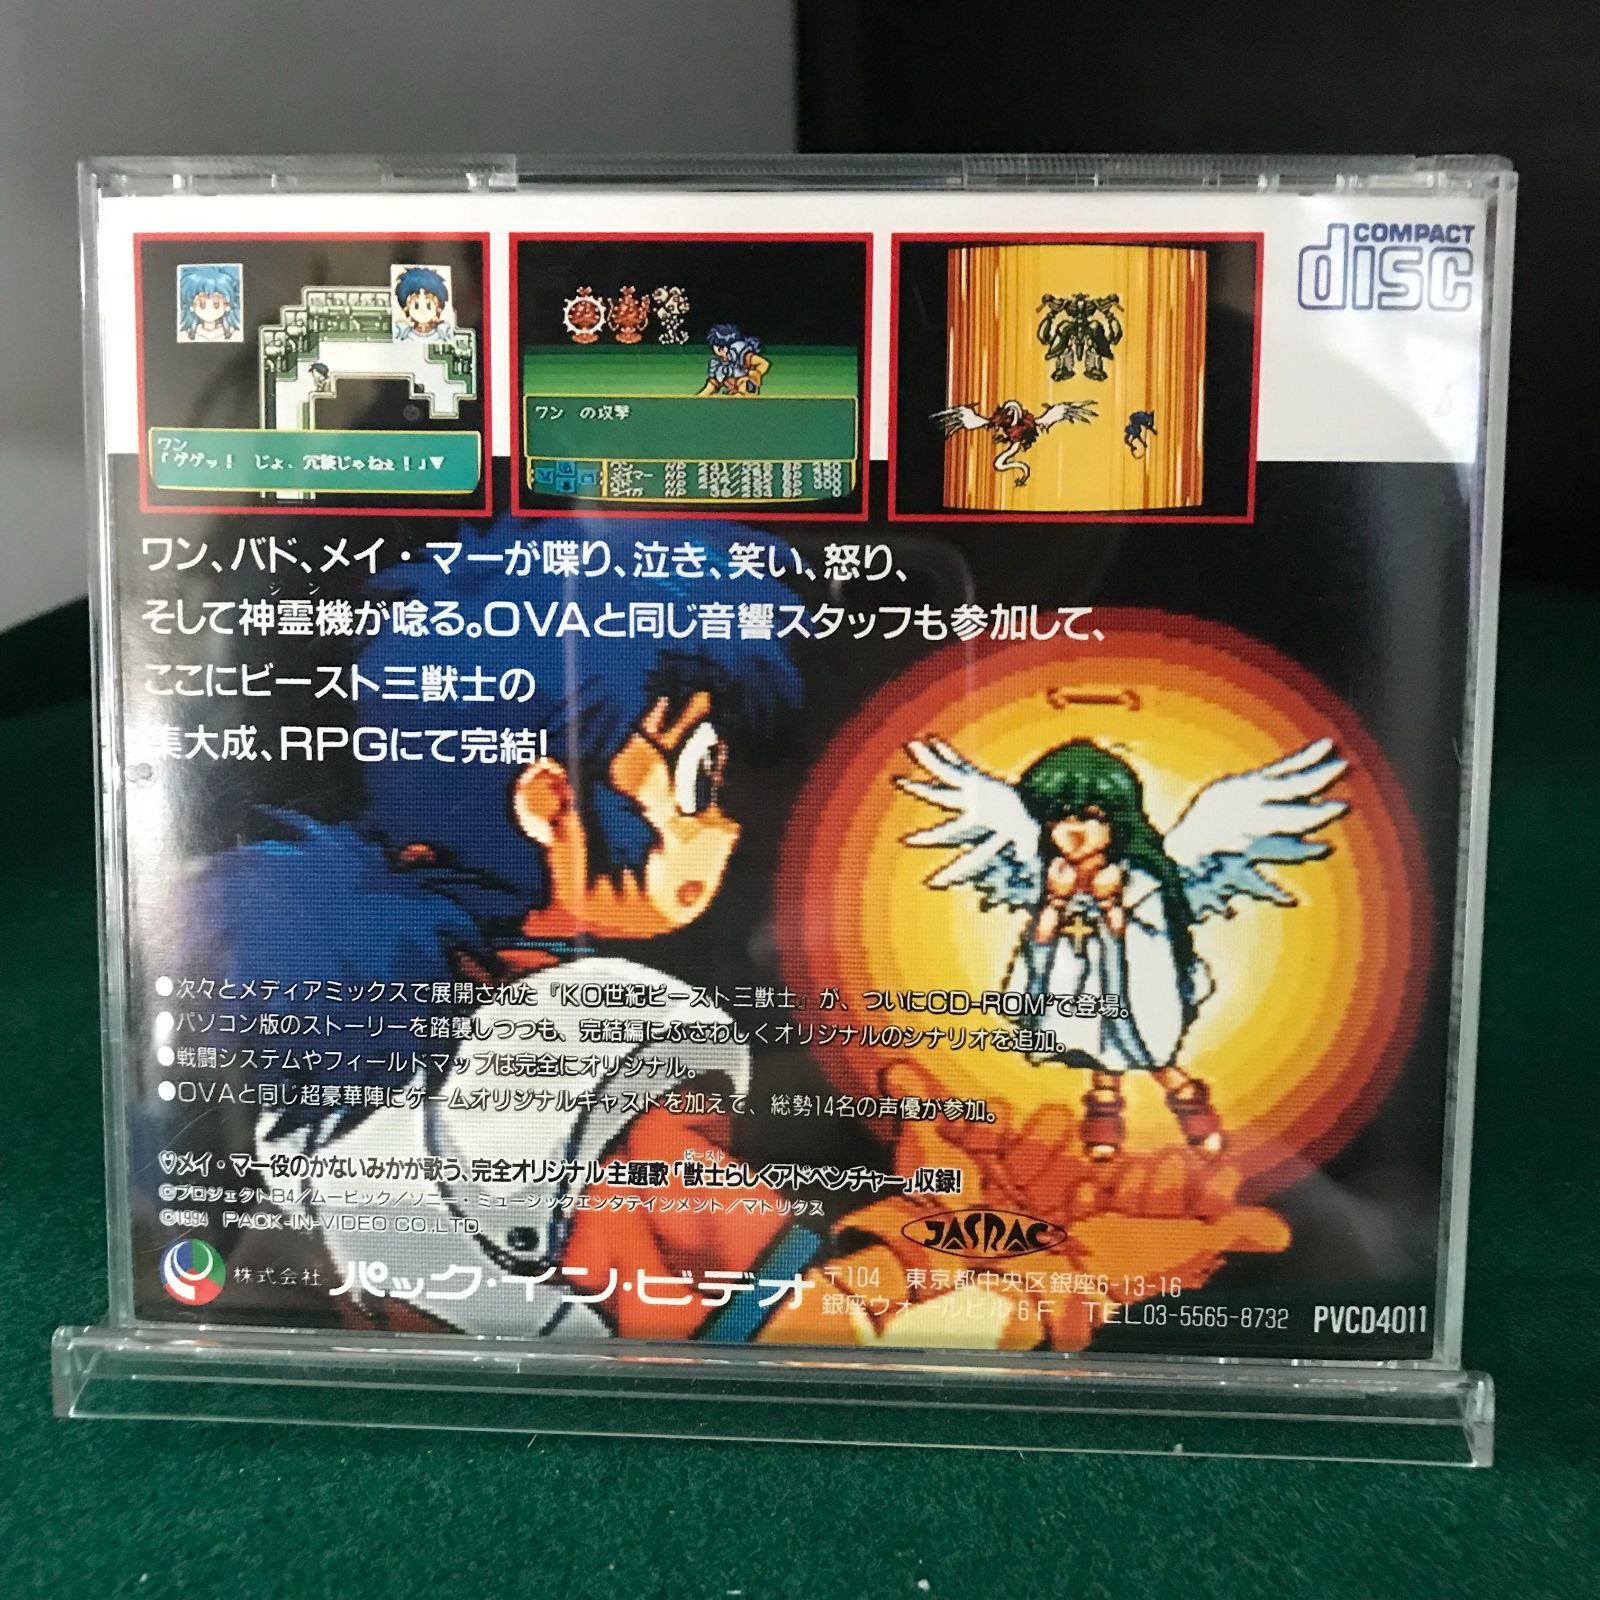 COMPACT
disc
ワン
「ゲゲッ！　じょ、冗談じゃねぇ！」▼
ワン　の攻撃
ワン、バド、メイ・マーが喋り、泣き、笑い、怒り、
ジン
そして神霊機が唸る。OVAと同じ音響スタッフも参加して、
ここにビースト三獣士の
集大成、RPGにて完結!
●次々とメディアミックスで展開された『KO世紀ビースト三獣士』が、ついにCD-ROM²で登場。
●パソコン版のストーリーを踏襲しつつも、完結編にふさわしくオリジナルのシナリオを追加。
●戦闘システムやフィールドマップは完全にオリジナル。
●OVAと同じ超豪華陣にゲームオリジナルキャストを加えて、総勢14名の声優が参加。
ビースト
♡メイ・マー役のかないみかが歌う、完全オリジナル主題歌「獣士らしくアドベンチャー」収録!
©プロジェクトB4／ムービック／ソニー・ミュージックエンタテインメント／マトリクス
©1994 PACK-IN-VIDEO CO.,LTD.
JASRAC
株式会社 パック・イン・ビデオ
〒104 東京都中央区銀座6-13-16
銀座ウォールビル6F TEL03-5565-8732
PVCD4011